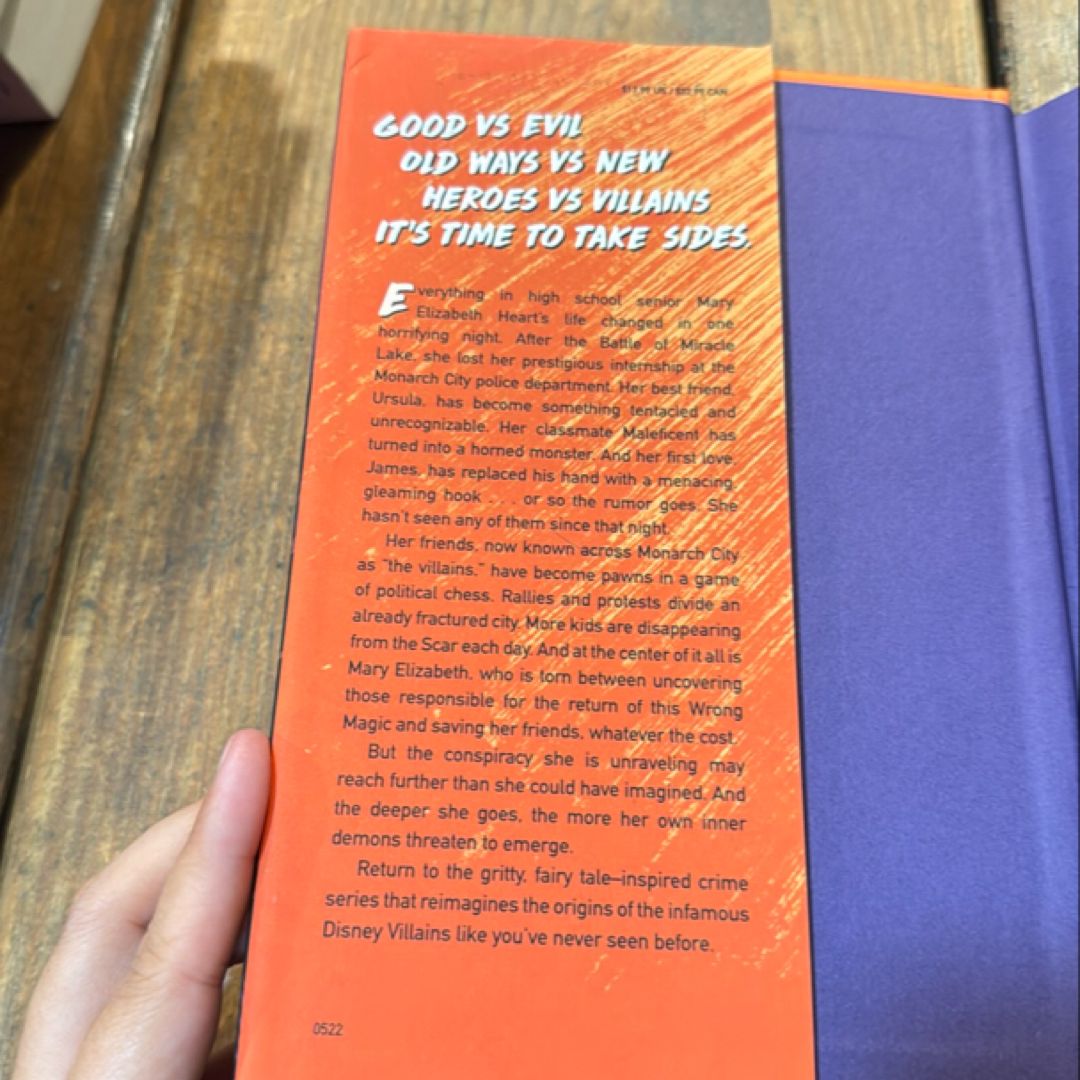 GOOD VS EVIL
OLD WAYS VS NEW
HEROES VS VILLAINS
IT'S TIME TO TAKE SIDES.
Everything in high school senior Mary
Elizabeth Heart's life changed in one
horrifying night. After the Battle of Miracle
Lake, she lost her prestigious internship at the
Monarch City police department. Her best friend,
Ursula, has become something tentacled and
unrecognizable. Her classmate Maleficent has
turned into a horned monster. And her first love,
James, has replaced his hand with a menacing,
gleaming hook . . . or so the rumor goes. She
hasn't seen any of them since that night.
Her friends, now known across Monarch City
as "the villains," have become pawns in a game
of political chess. Rallies and protests divide an
already fractured city. More kids are disappearing
from the Scar each day. And at the center of it all is
Mary Elizabeth, who is torn between uncovering
those responsible for the return of this Wrong
Magic and saving her friends, whatever the cost.
But the conspiracy she is unraveling may
reach further than she could have imagined. And
the deeper she goes, the more her own inner
demons threaten to emerge.
Return to the gritty, fairy tale–inspired crime
series that reimagines the origins of the infamous
Disney Villains like you've never seen before.
0522